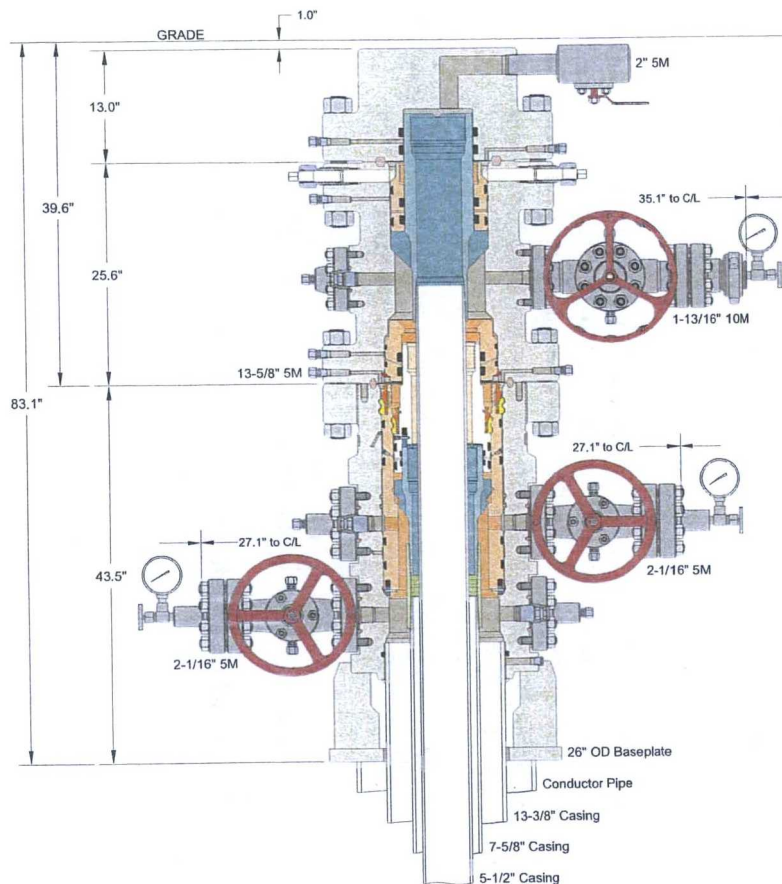 1.0"
GRADE
2" 5M
13.0"
39.6"
35.1" to C/L
25.6"
1-13/16" 10M
13-5/8" 5M
83.1"
27.1" to C/L
27.1" to C/L
43.5"
2-1/16" 5M
2-1/16" 5M
26" OD Baseplate
Conductor Pipe
13-3/8" Casing
7-5/8" Casing
5-1/2" Casing